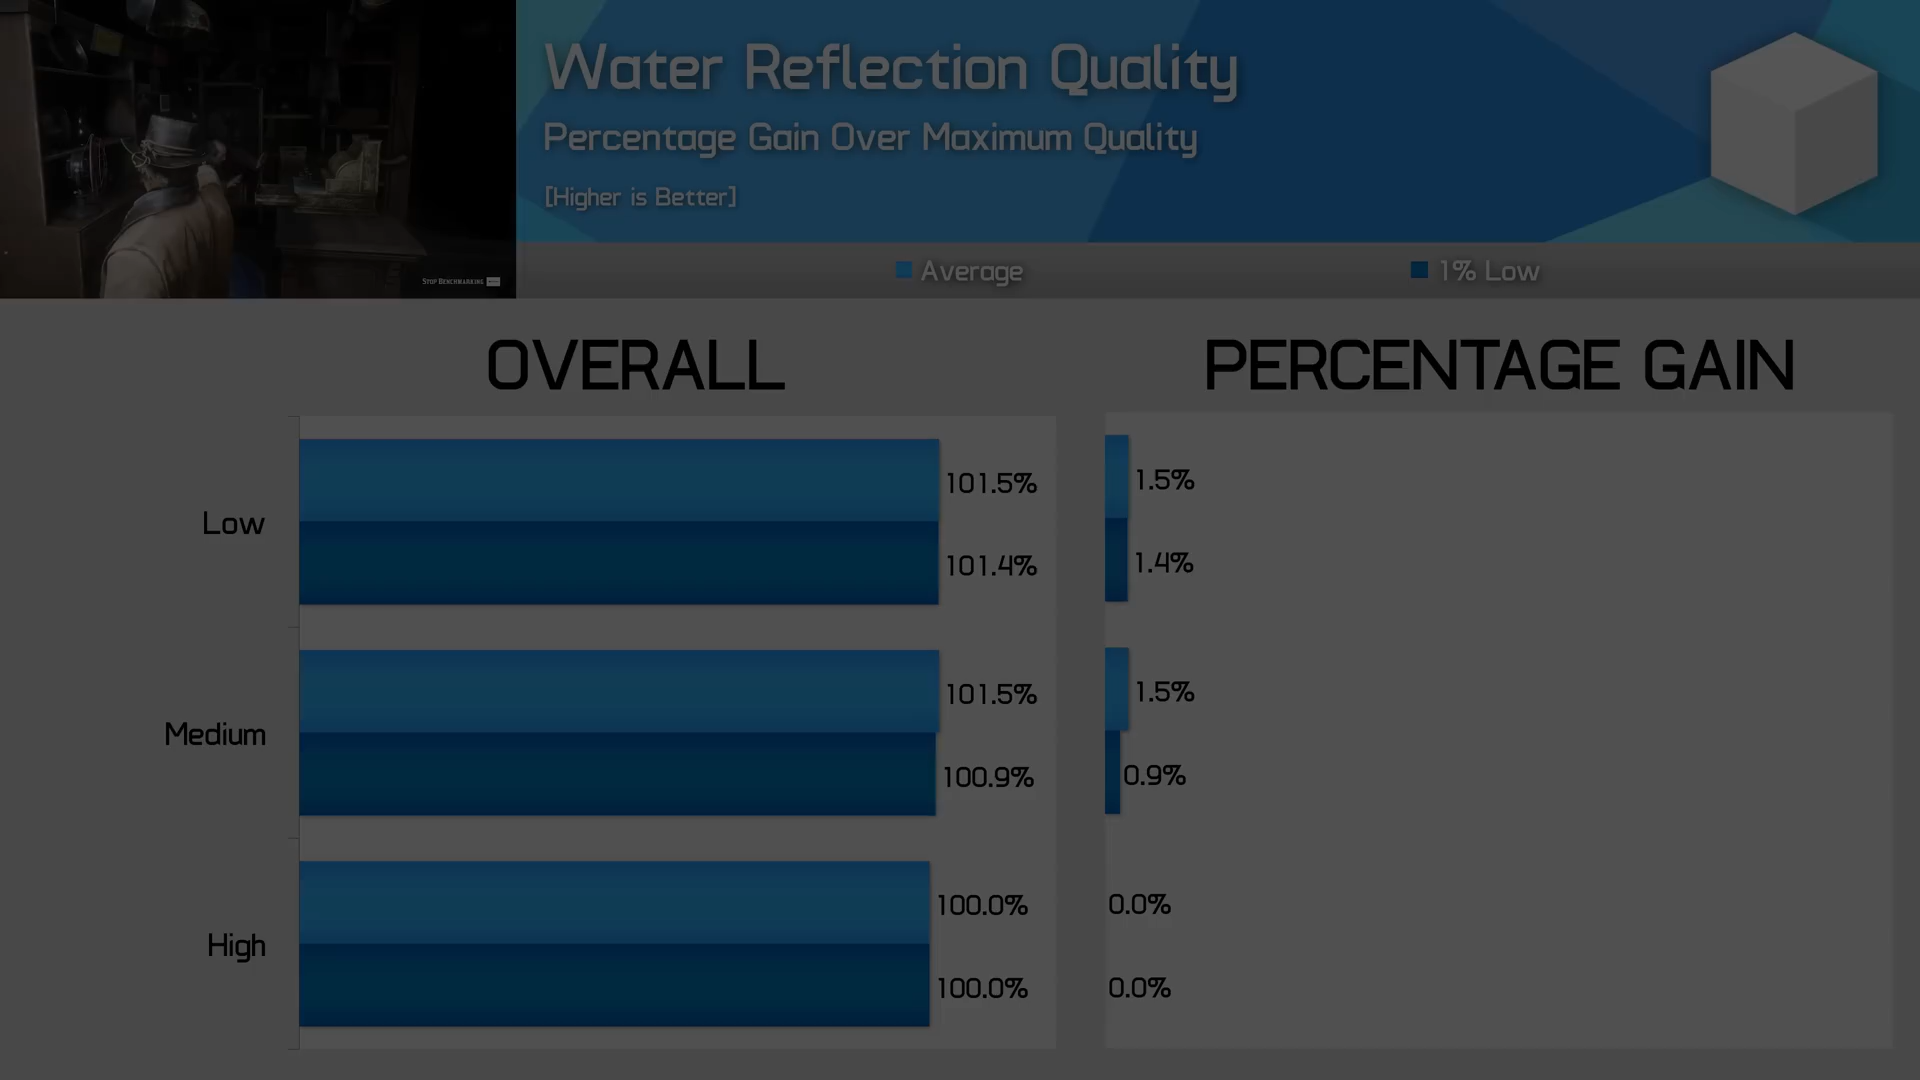 Water Reflection Quality
Percentage Gain Over Maximum Quality
[Higher is Better]
STOP BENCHMARKING
Average
1% Low
OVERALL
PERCENTAGE GAIN
Low
101.5%
101.4%
1.5%
1.4%
Medium
101.5%
100.9%
1.5%
0.9%
High
100.0%
100.0%
0.0%
0.0%